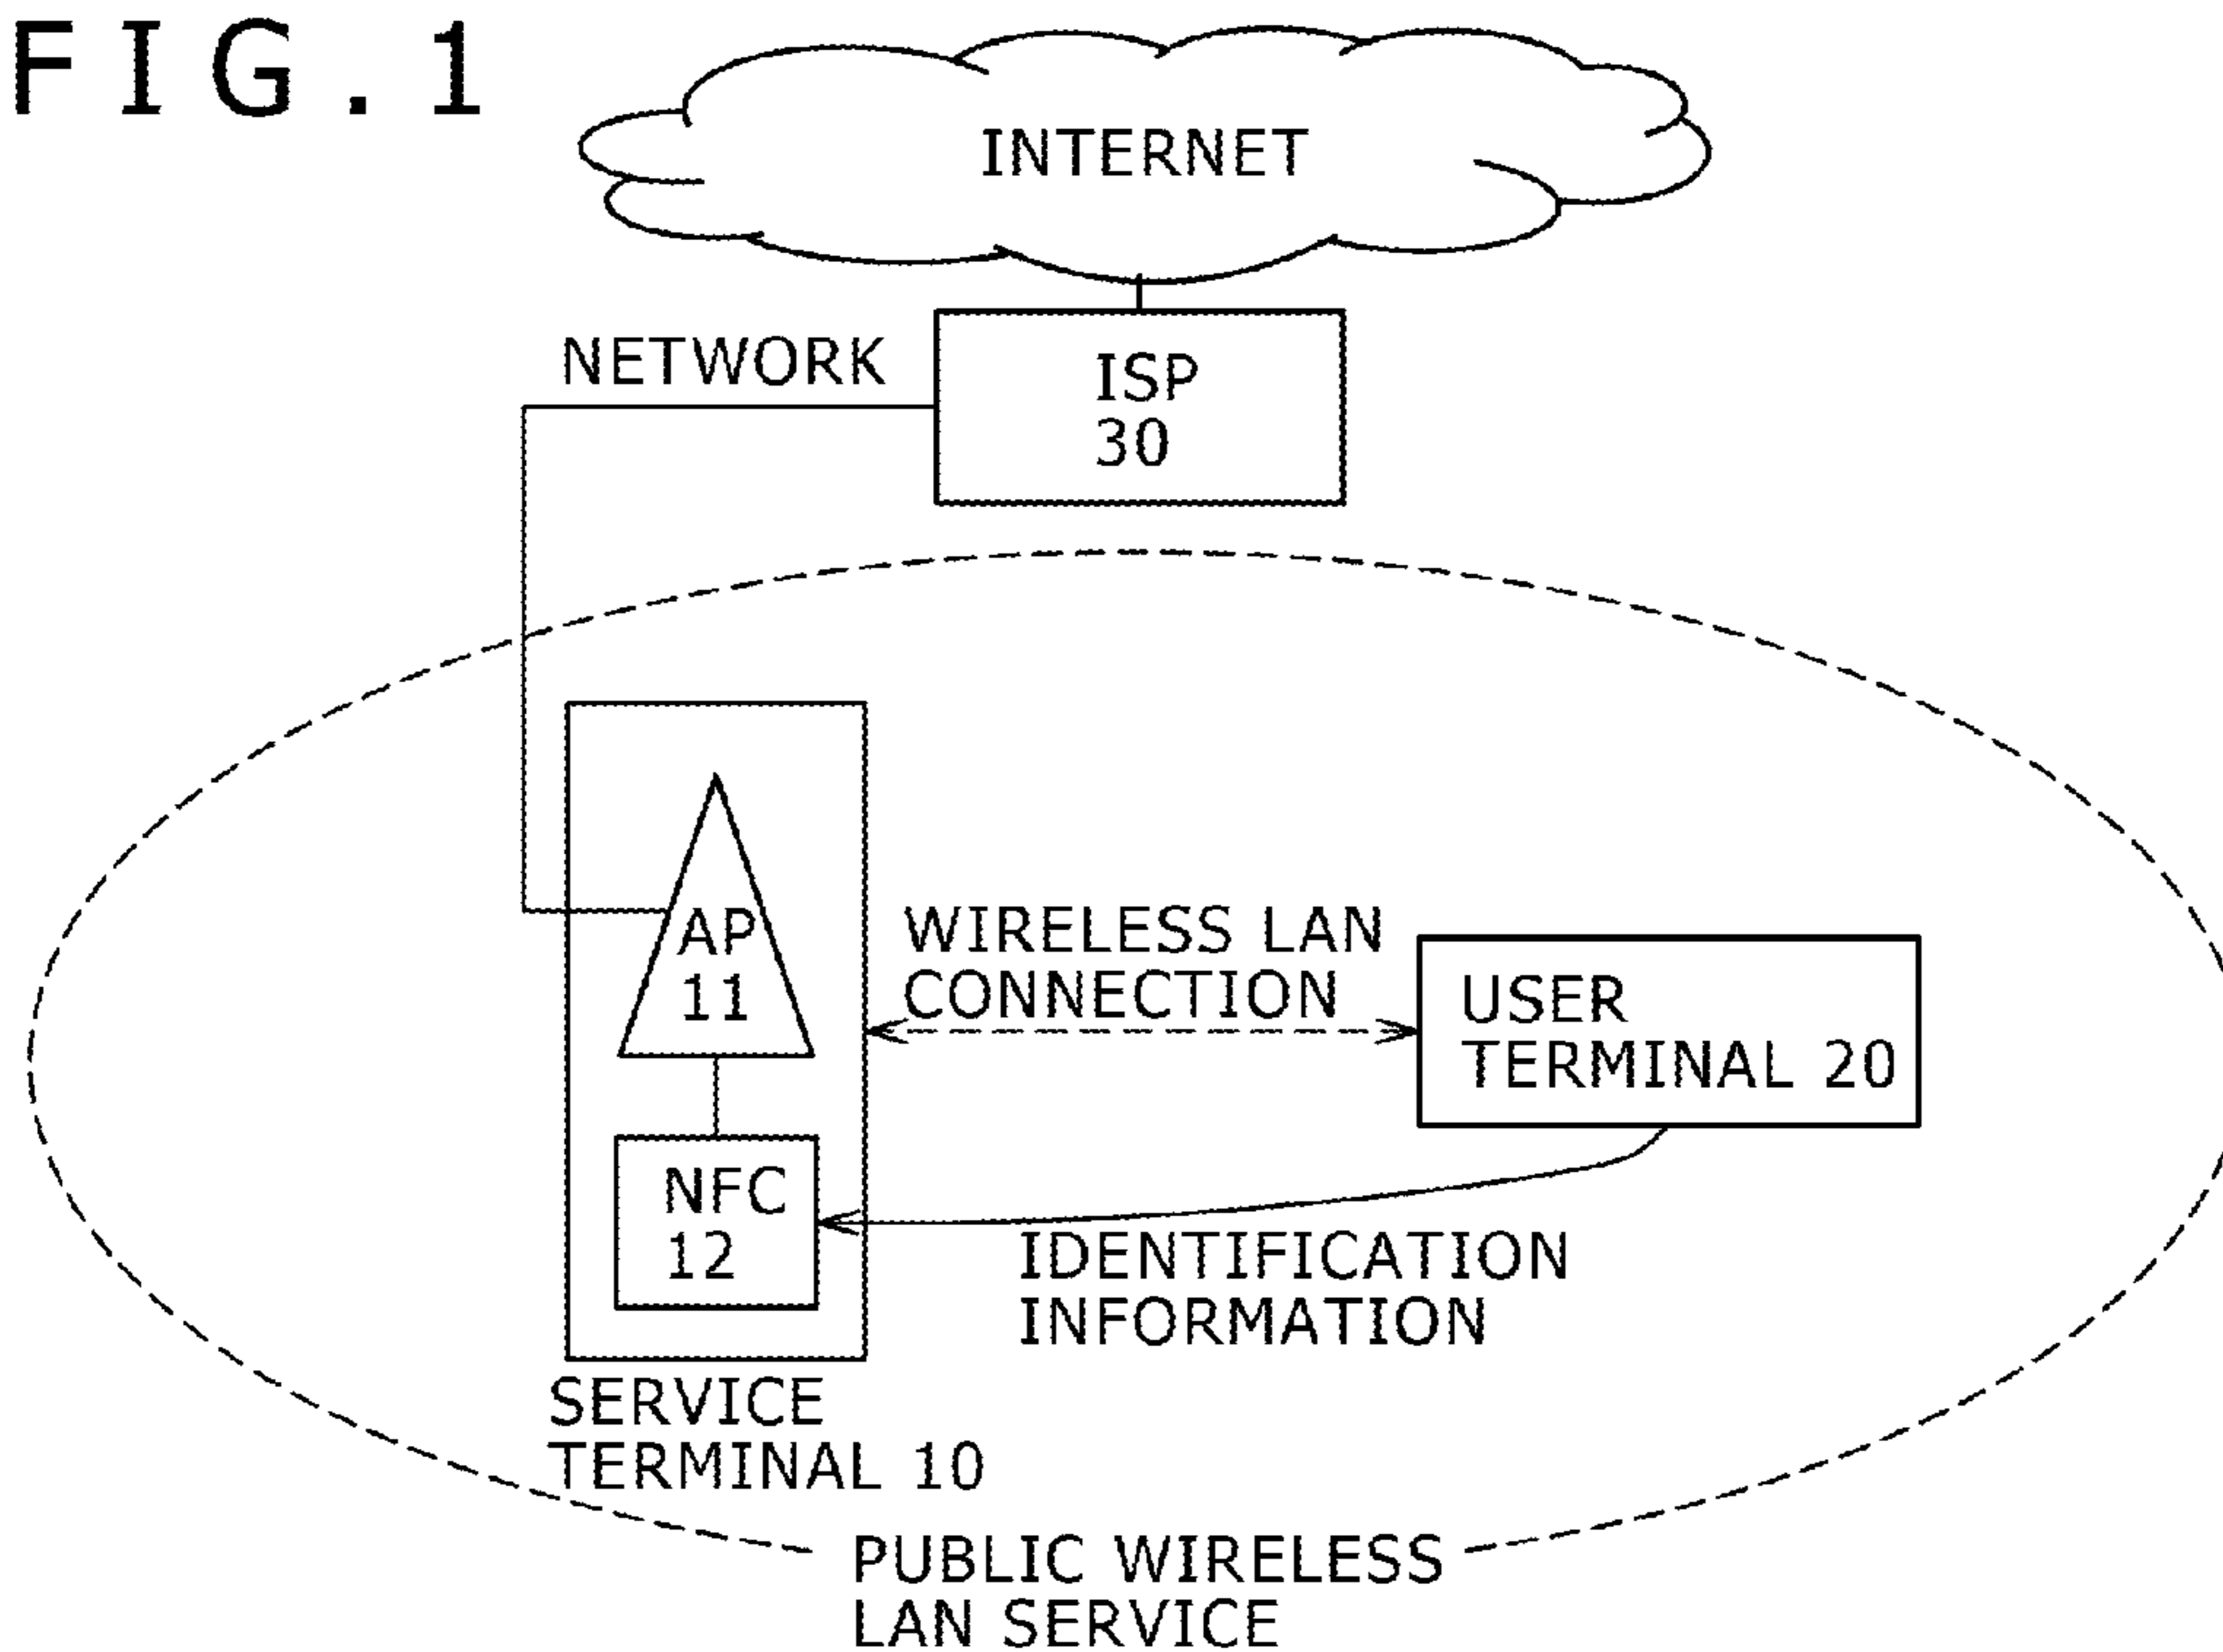 FIG.1
INTERNET
NETWORK
ISP
30
AP
11
WIRELESS LAN
CONNECTION
USER
TERMINAL 20
NFC
12
IDENTIFICATION
INFORMATION
SERVICE
TERMINAL 10
PUBLIC WIRELESS
LAN SERVICE